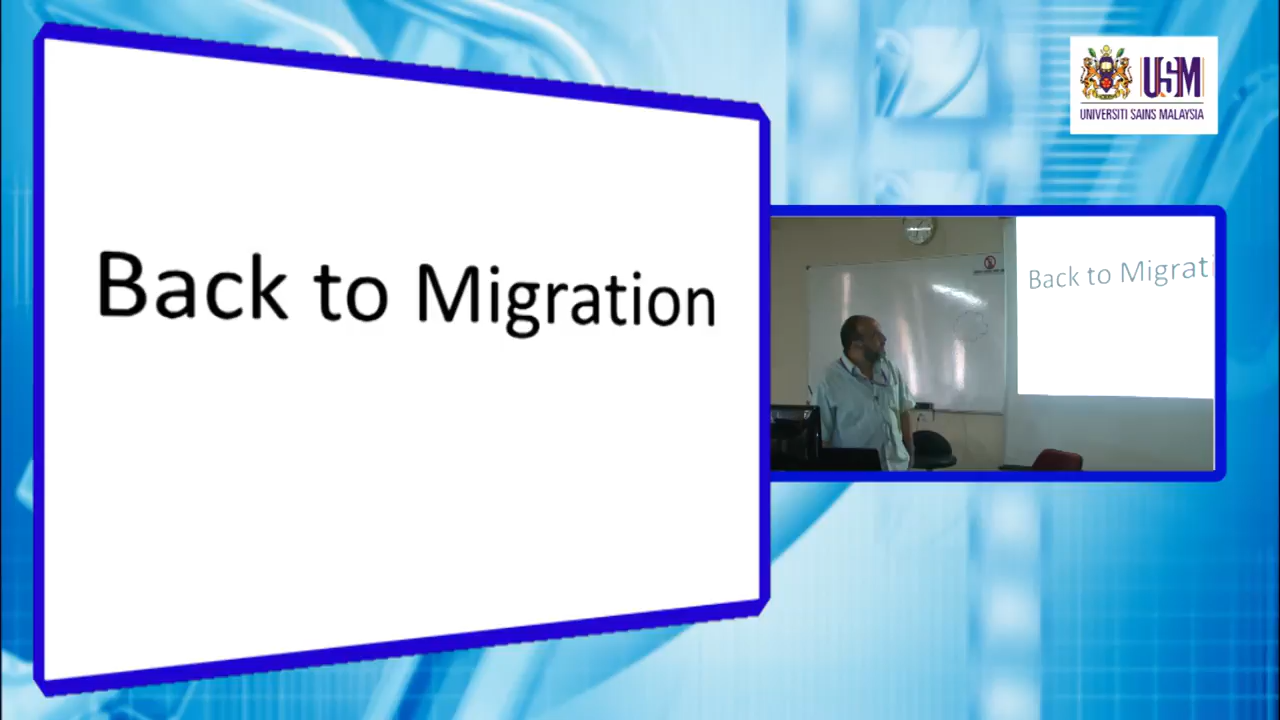 Back to Migration
USM
UNIVERSITI SAINS MALAYSIA
Back to Migrati